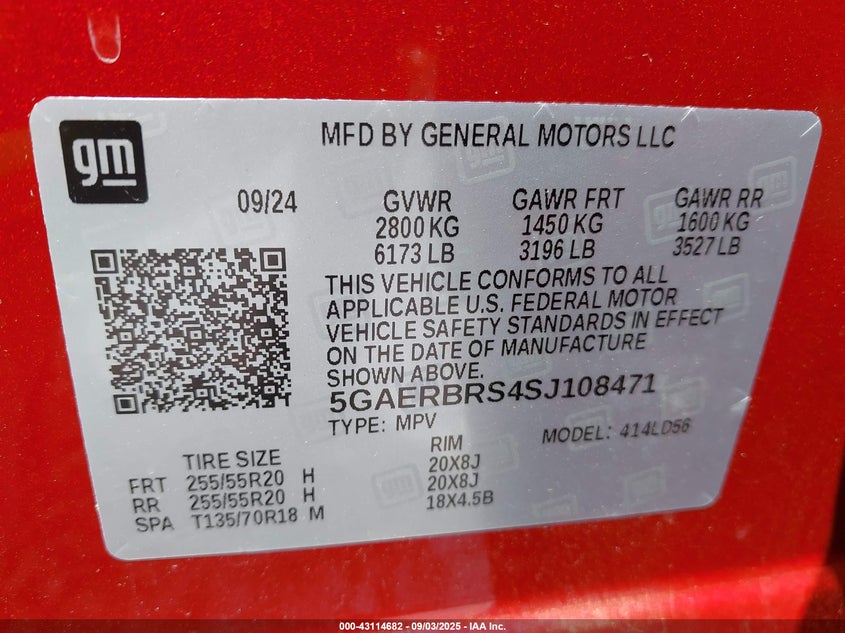 gm
MFD BY GENERAL MOTORS LLC
09/24 GVWR GAWR FRT GAWR RR
2800 KG 1450 KG 1600 KG
6173 LB 3196 LB 3527 LB
THIS VEHICLE CONFORMS TO ALL
APPLICABLE U.S. FEDERAL MOTOR
VEHICLE SAFETY STANDARDS IN EFFECT
ON THE DATE OF MANUFACTURE
SHOWN ABOVE.
5GAERBRS4SJ108471
TYPE: MPV MODEL: 414LD56
TIRE SIZE RIM
FRT 255/55R20 H 20X8J
RR 255/55R20 H 20X8J
SPA T135/70R18 M 18X4.5B
000-43114682 - 09/03/2025 - IAA Inc.